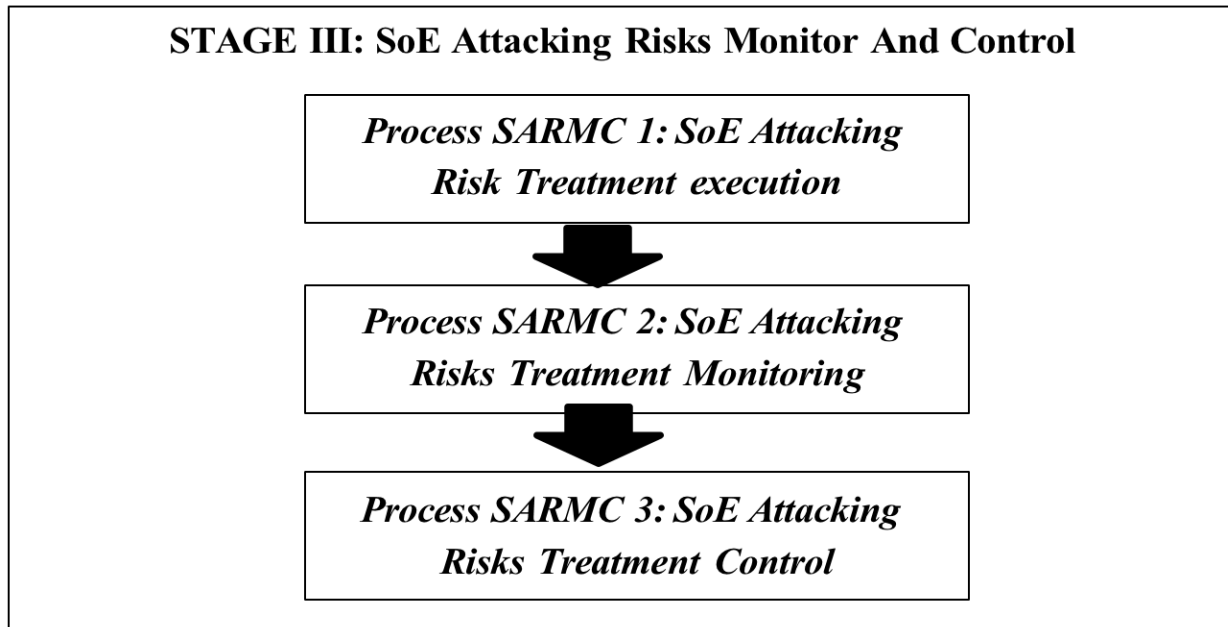 STAGE III: SoE Attacking Risks Monitor And Control
Process SARMC 1: SoE Attacking
Risk Treatment execution
Process SARMC 2: SoE Attacking
Risks Treatment Monitoring
Process SARMC 3: SoE Attacking
Risks Treatment Control